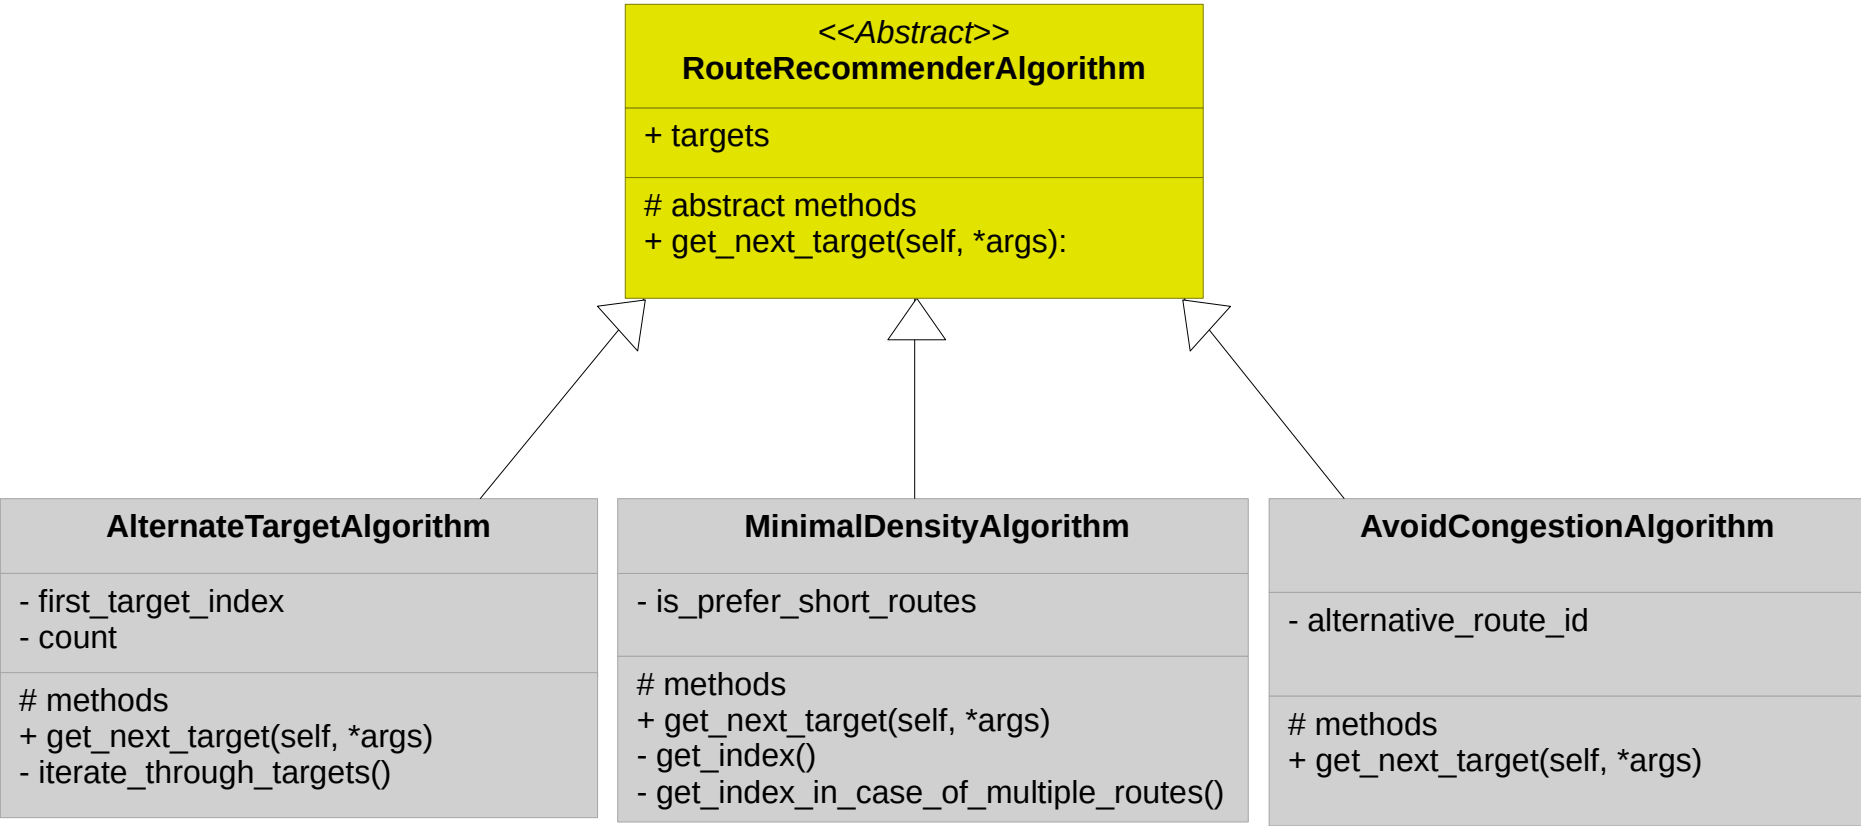 <<Abstract>>
RouteRecommenderAlgorithm
+ targets
# abstract methods
+ get_next_target(self, *args):
AlternateTargetAlgorithm
- first_target_index
- count
# methods
+ get_next_target(self, *args)
- iterate_through_targets()
MinimalDensityAlgorithm
- is_prefer_short_routes
# methods
+ get_next_target(self, *args)
- get_index()
- get_index_in_case_of_multiple_routes()
AvoidCongestionAlgorithm
- alternative_route_id
# methods
+ get_next_target(self, *args)